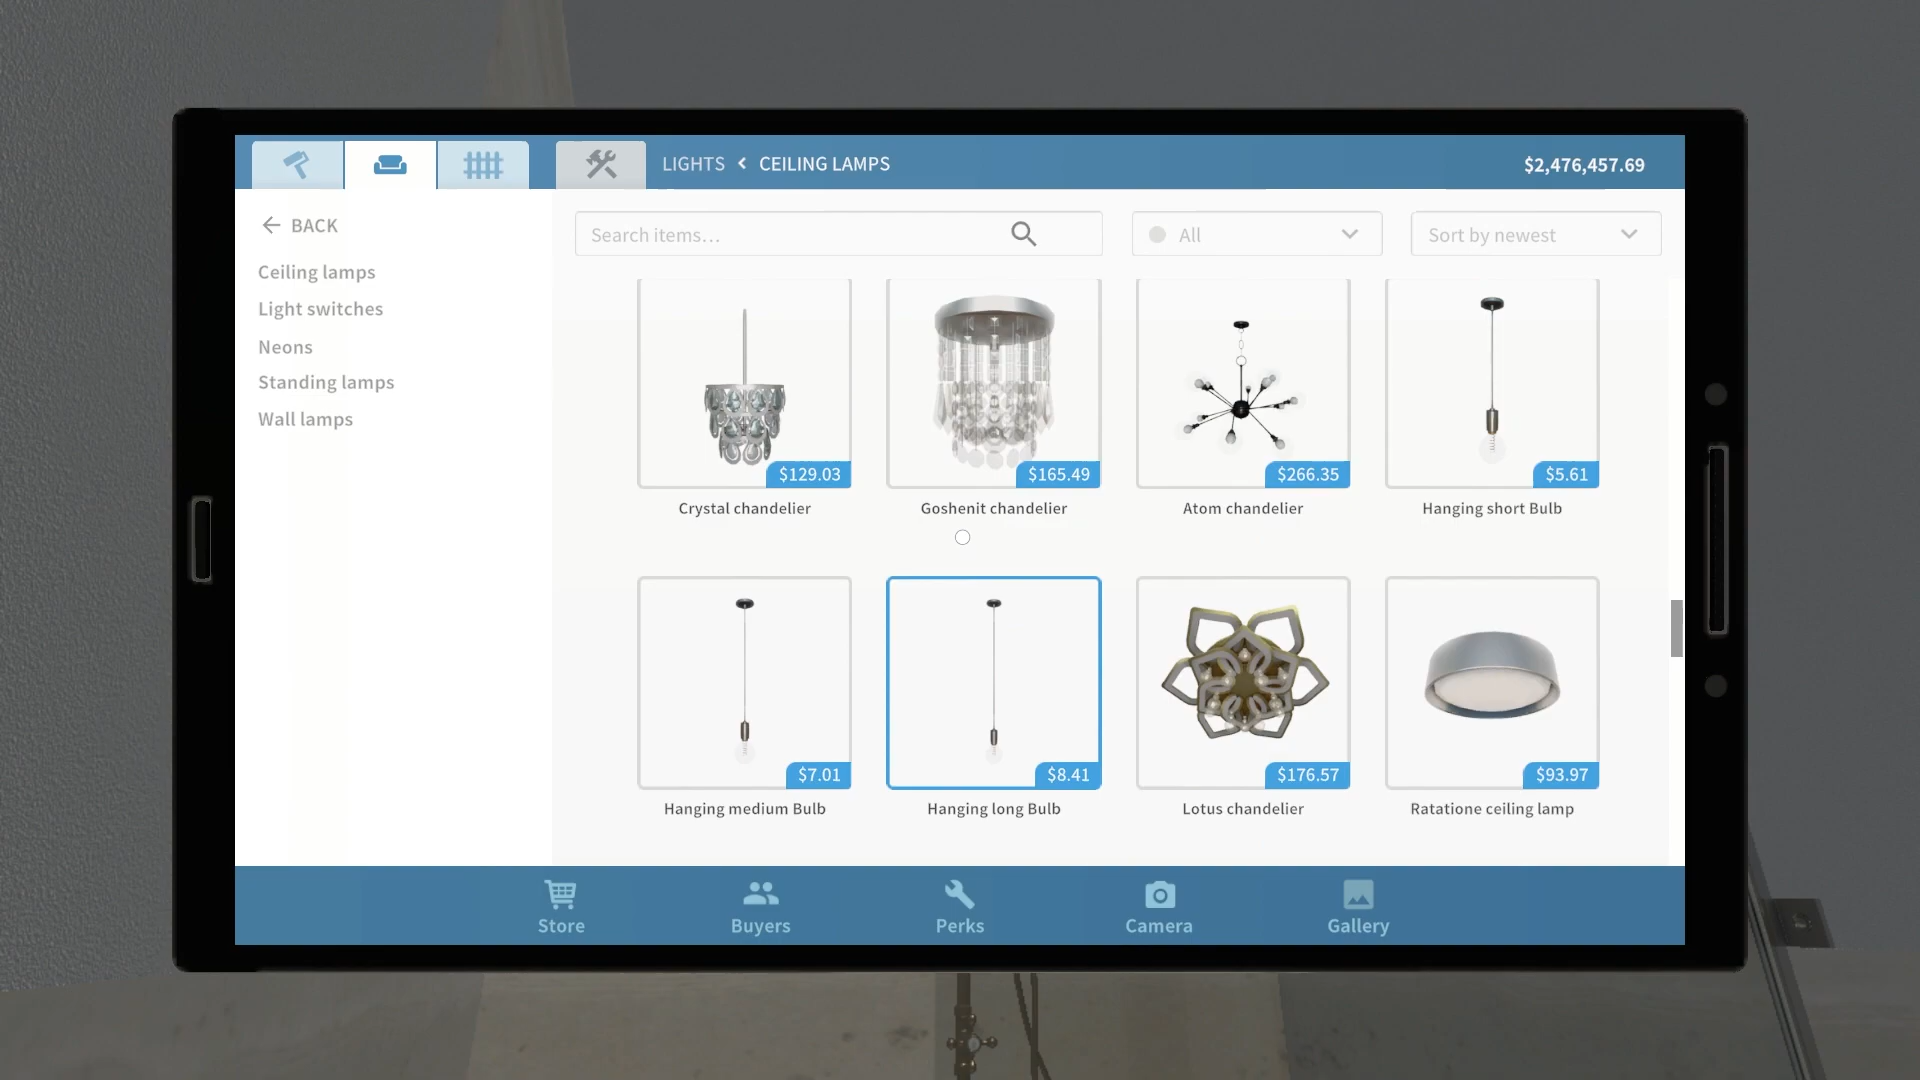 LIGHTS < CEILING LAMPS
$2,476,457.69
BACK
Ceiling lamps
Light switches
Neons
Standing lamps
Wall lamps
Search items...
All
Sort by newest
$129.03
$165.49
$266.35
$5.61
Crystal chandelier
Goshenit chandelier
Atom chandelier
Hanging short Bulb
$7.01
$8.41
$176.57
$93.97
Hanging medium Bulb
Hanging long Bulb
Lotus chandelier
Ratatione ceiling lamp
Store
Buyers
Perks
Camera
Gallery